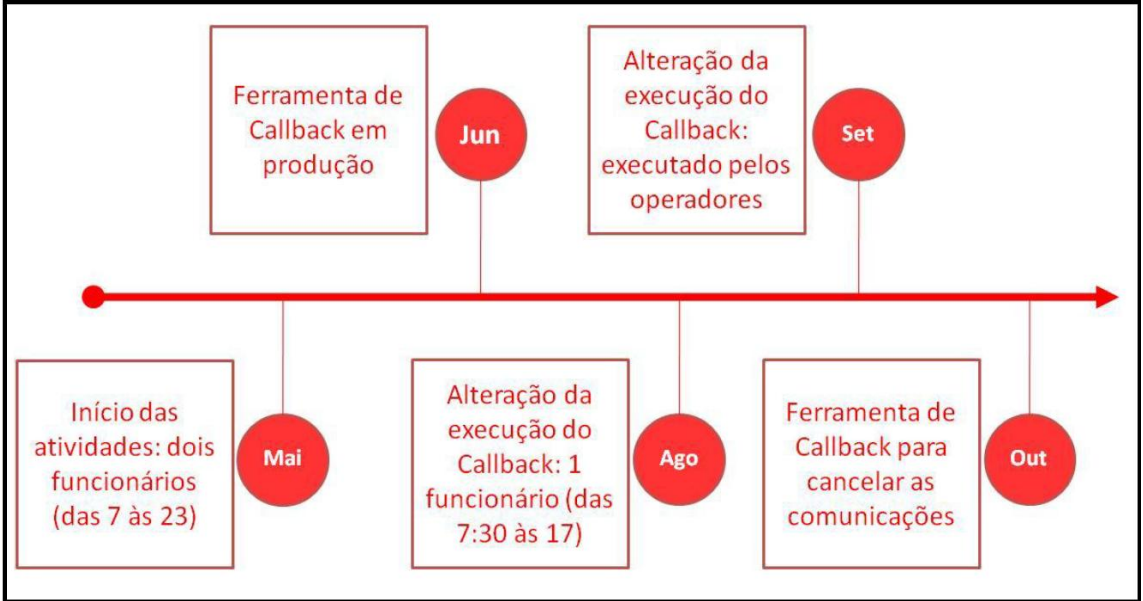 Ferramenta de
Callback em
produção
Jun
Alteração da
execução do
Callback:
executado pelos
operadores
Set
Início das
atividades: dois
funcionários
(das 7 às 23)
Mai
Alteração da
execução do
Callback: 1
funcionário (das
7:30 às 17)
Ago
Ferramenta de
Callback para
cancelar as
comunicações
Out